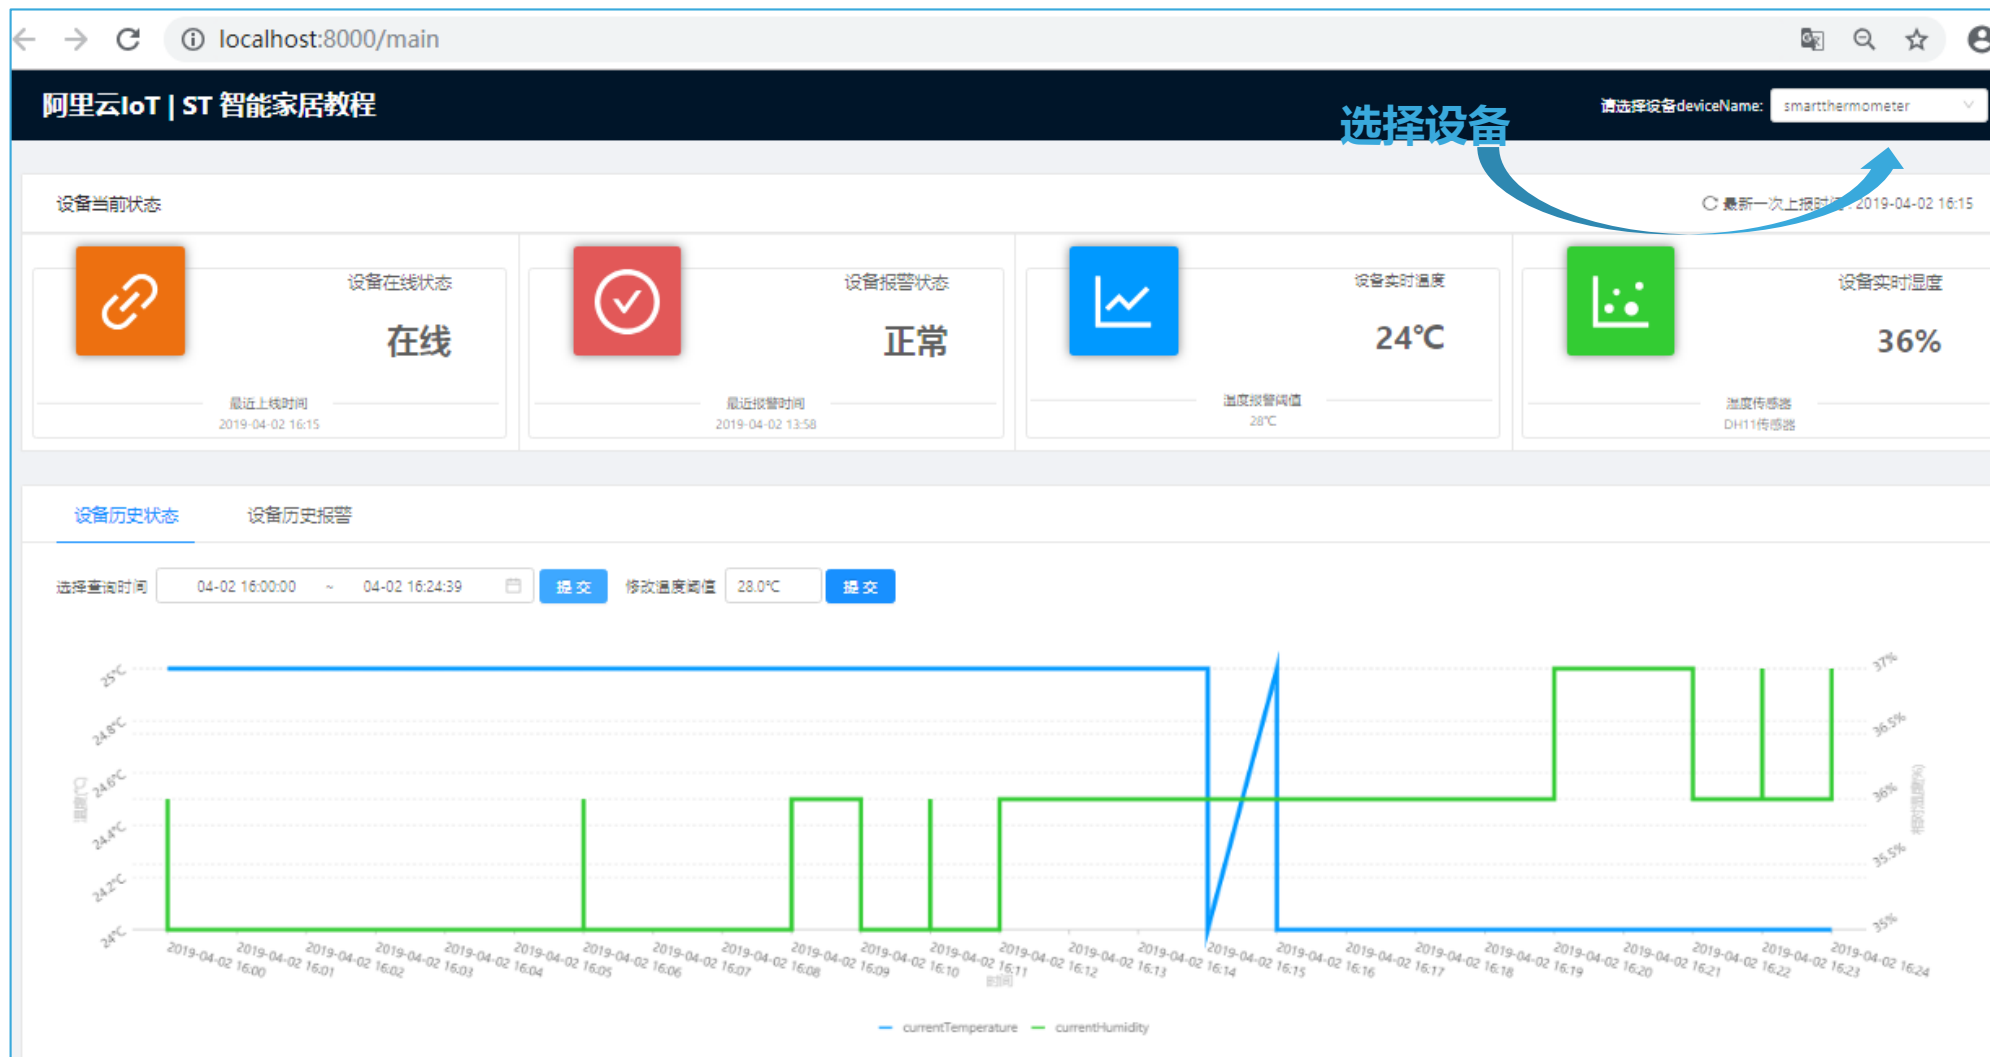 localhost:8000/main
阿里云IoT | ST 智能家居教程
选择设备
请选择设备deviceName:
smartthermometer
设备当前状态
最新一次上报时间: 2019-04-02 16:15
设备在线状态
在线
最近上线时间
2019-04-02 16:15
设备报警状态
正常
最近报警时间
2019-04-02 13:58
设备实时温度
24℃
温度报警阈值
28℃
设备实时湿度
36%
湿度传感器
DH11传感器
设备历史状态
设备历史报警
选择查询时间
04-02 16:00:00 ~ 04-02 16:24:39
提 交
修改温度阈值
28.0℃
提 交
25℃
24.8℃
24.6℃
24.4℃
24.2℃
24℃
温度(℃)
37%
36.5%
36%
35.5%
35%
相对湿度(%)
2019-04-02 16:00
2019-04-02 16:01
2019-04-02 16:02
2019-04-02 16:03
2019-04-02 16:04
2019-04-02 16:05
2019-04-02 16:06
2019-04-02 16:07
2019-04-02 16:08
2019-04-02 16:09
2019-04-02 16:10
2019-04-02 16:11
2019-04-02 16:12
2019-04-02 16:13
2019-04-02 16:14
2019-04-02 16:15
2019-04-02 16:16
2019-04-02 16:17
2019-04-02 16:18
2019-04-02 16:19
2019-04-02 16:20
2019-04-02 16:21
2019-04-02 16:22
2019-04-02 16:23
2019-04-02 16:24
时间
currentTemperature
currentHumidity